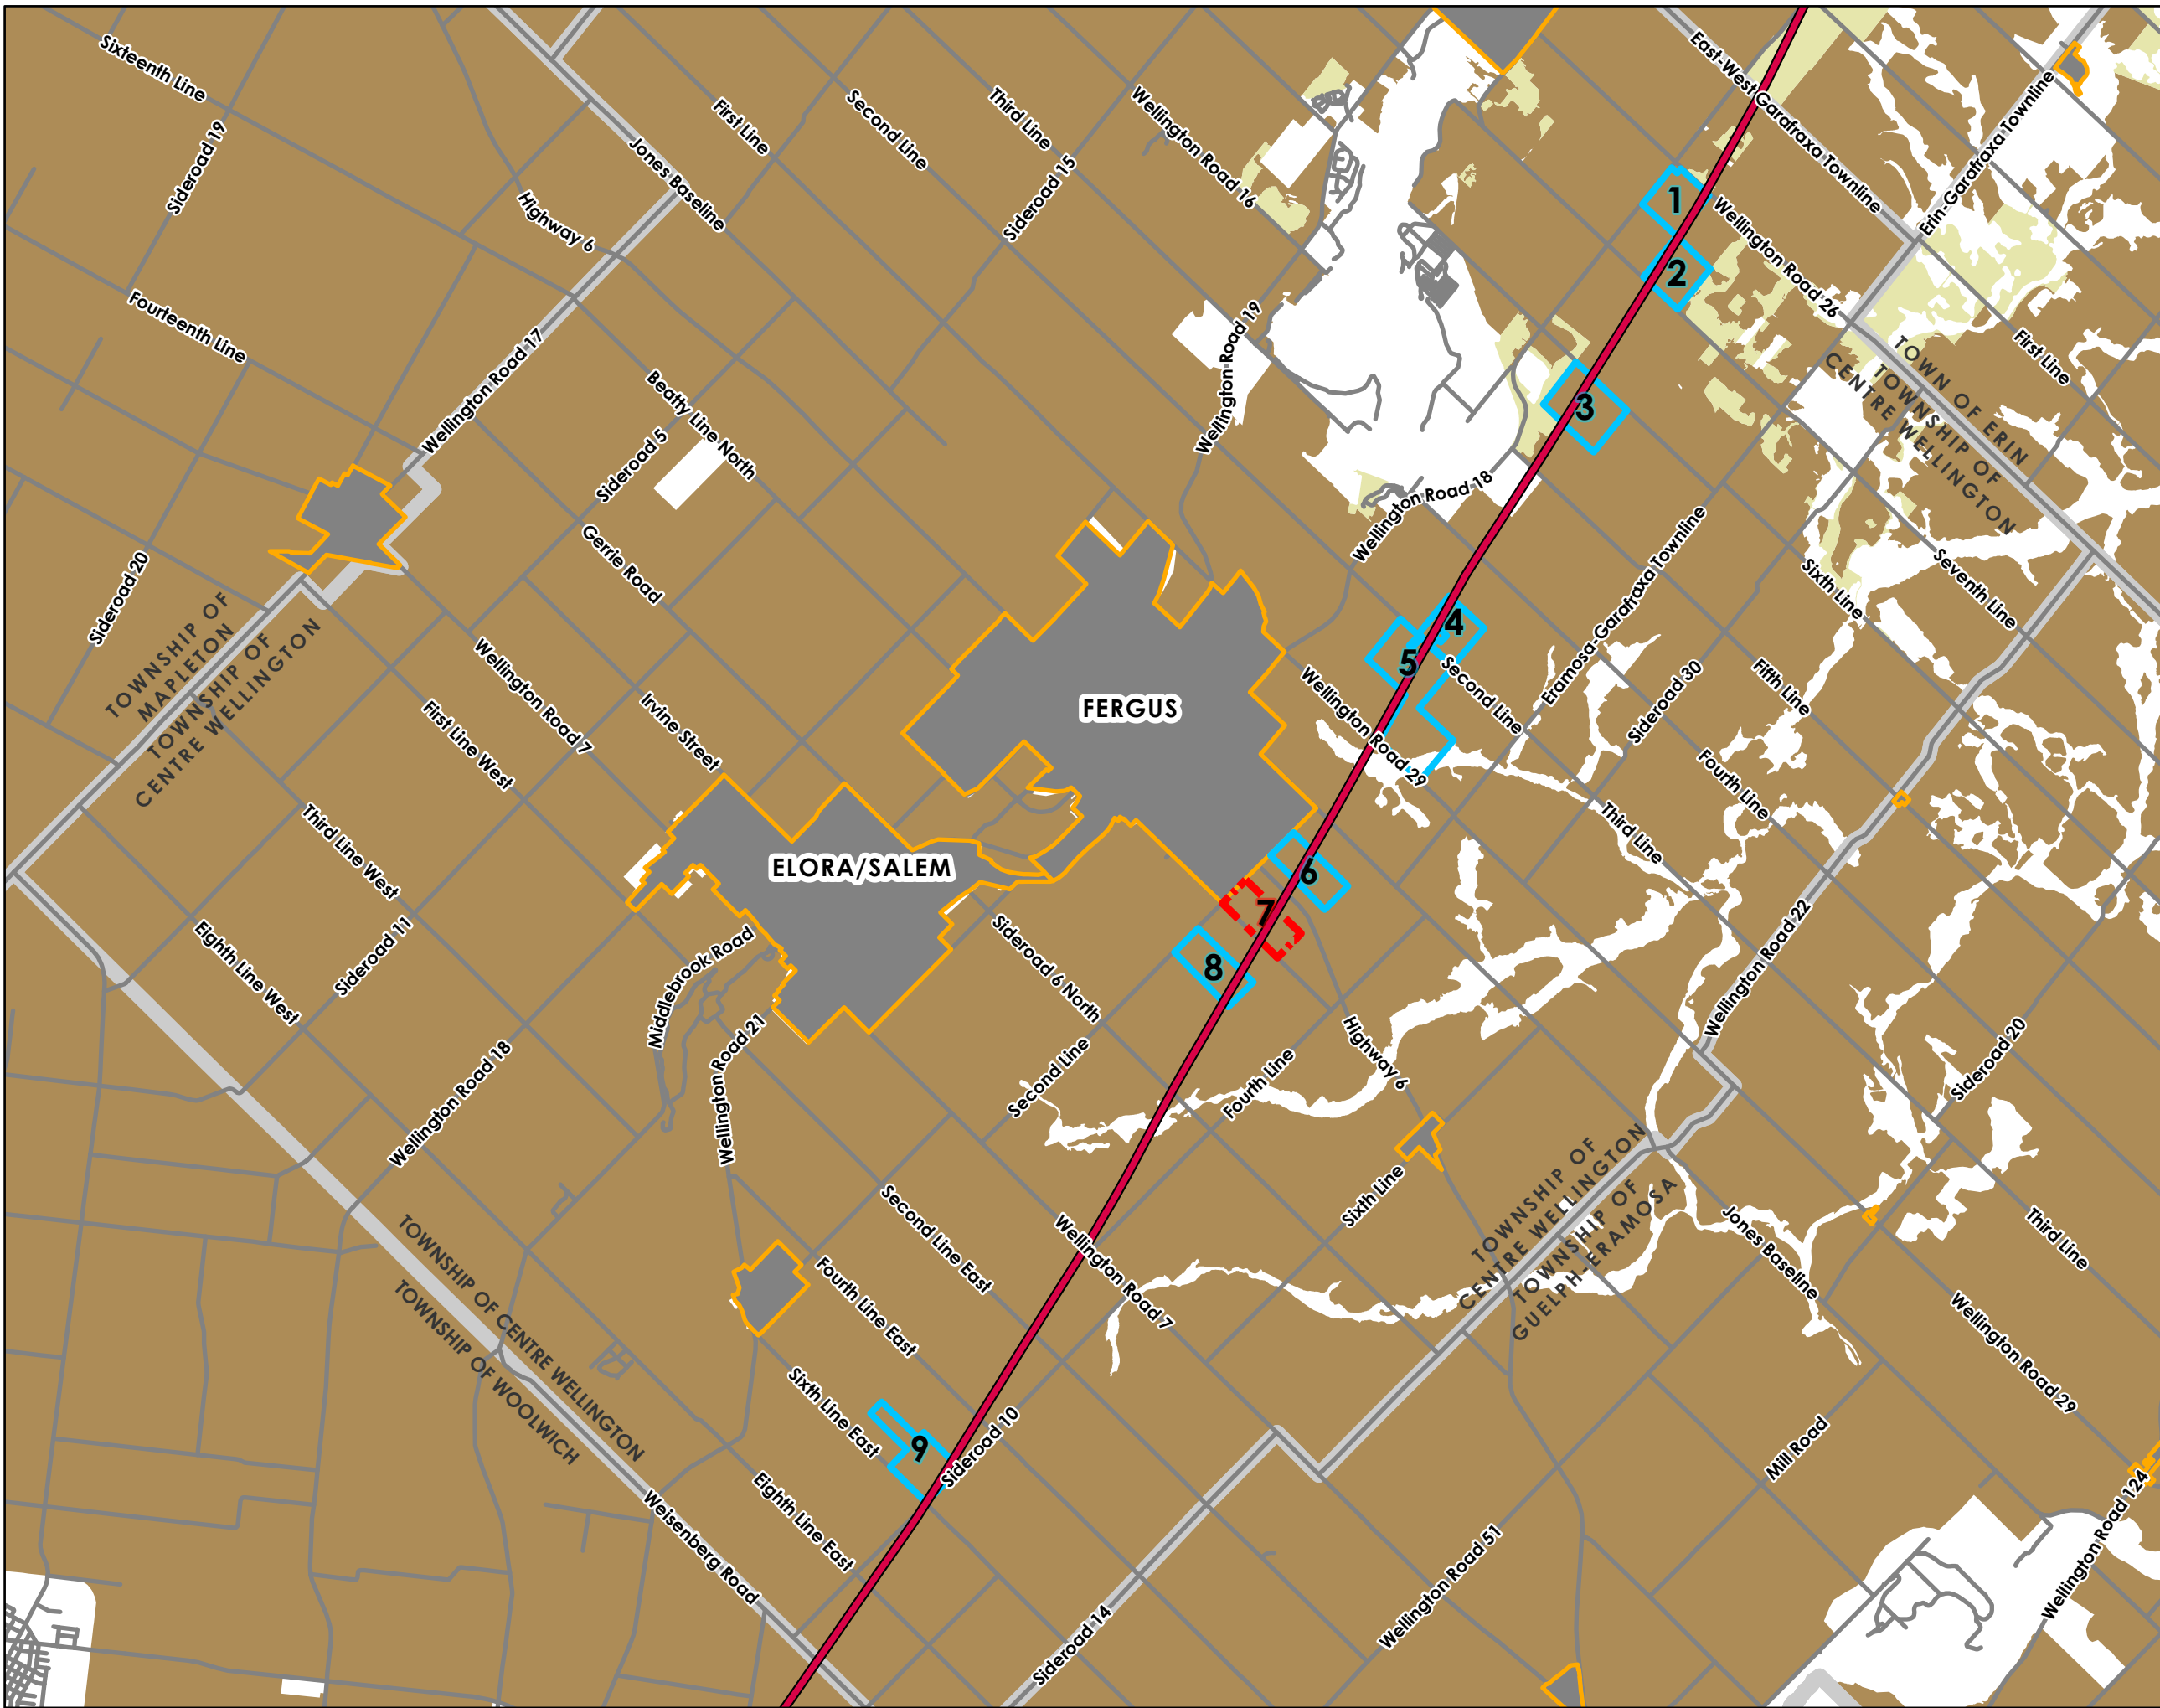 Sixteenth Line
Sideroad 19
Highway 6
Jones Baseline
First Line
Second Line
Third Line
Sideroad 15
Wellington Road 16
East-West Garafraxa Townline
Erin-Garafraxa Townline
1
2
Wellington Road 26
First Line
Fourteenth Line
Wellington Road 17
Beatty Line North
Sideroad 5
Wellington Road 19
3
TOWN OF ERIN
TOWNSHIP OF
CENTRE WELLINGTON
Wellington Road 18
Gerrie Road
Sideroad 20
TOWNSHIP OF
MAPLETON
TOWNSHIP OF
CENTRE WELLINGTON
Eramosa-Garafraxa Townline
Sixth Line
Seventh Line
4
5
Second Line
Sideroad 30
Fifth Line
Wellington Road 7
Irvine Street
First Line West
FERGUS
Wellington Road 29
Fourth Line
Third Line
Third Line West
ELORA/SALEM
6
7
8
Eighth Line West
Sideroad 11
Middlebrook Road
Sideroad 6 North
Wellington Road 22
Wellington Road 18
Wellington Road 21
Second Line
Fourth Line
Highway 6
Sideroad 20
Sixth Line
TOWNSHIP OF
CENTRE WELLINGTON
TOWNSHIP OF
GUELPH-ERAMOSA
Jones Baseline
Third Line
TOWNSHIP OF CENTRE WELLINGTON
TOWNSHIP OF WOOLWICH
Second Line East
Wellington Road 7
Fourth Line East
Sixth Line East
9
Sideroad 10
Wellington Road 29
Mill Road
Wellington Road 124
Eighth Line East
Weisenberg Road
Wellington Road 51
Sideroad 14